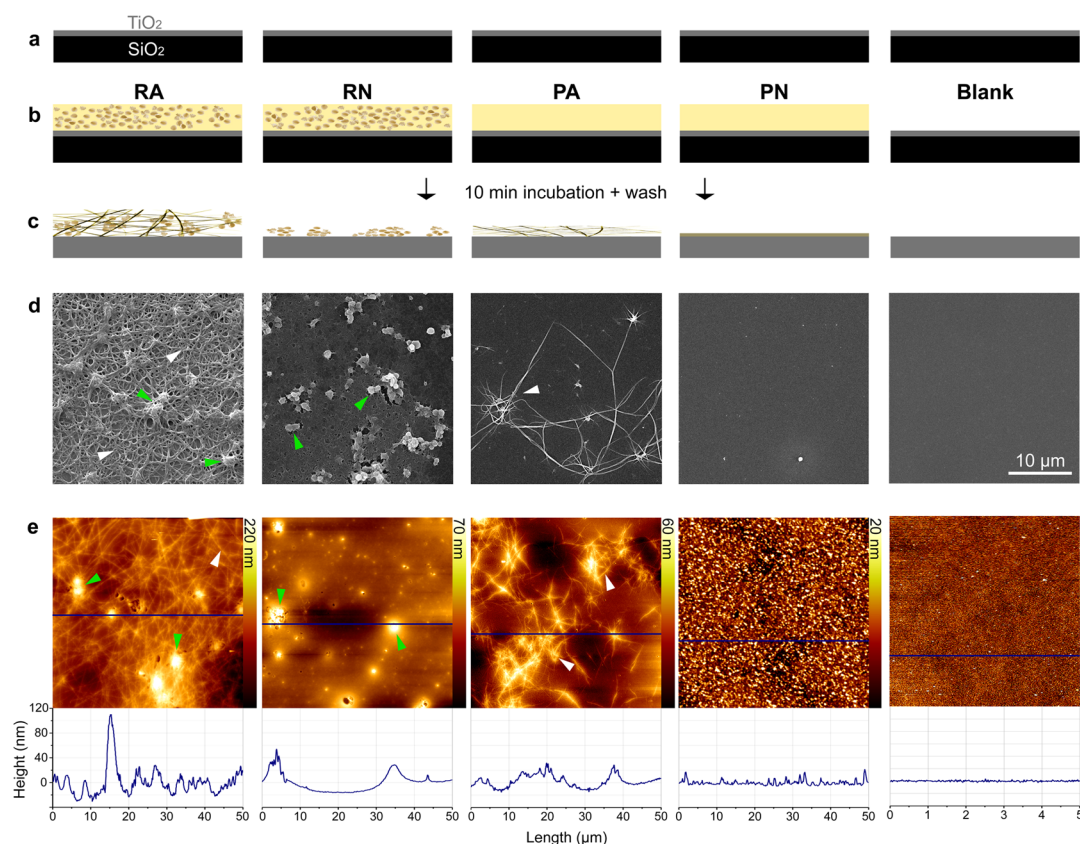 a
TiO2
SiO2
RA
RN
PA
PN
Blank
b
10 min incubation + wash
c
d
10 µm
e
220 nm
70 nm
60 nm
20 nm
Height (nm)
120
80
40
0
-40
0 10 20 30 40 50
0 10 20 30 40 50
0 10 20 30 40 50
0 10 20 30 40 50
0 1 2 3 4 5
Length (µm)